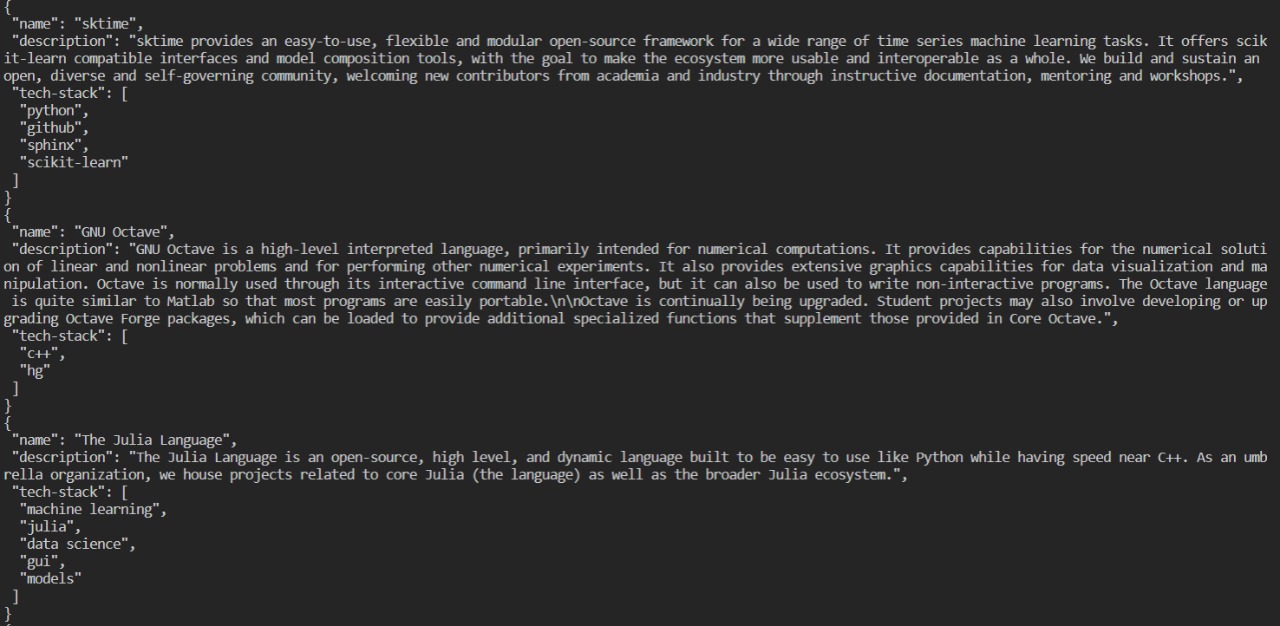 {
 "name": "sktime",
 "description": "sktime provides an easy-to-use, flexible and modular open-source framework for a wide range of time series machine learning tasks. It offers scik
it-learn compatible interfaces and model composition tools, with the goal to make the ecosystem more usable and interoperable as a whole. We build and sustain an
open, diverse and self-governing community, welcoming new contributors from academia and industry through instructive documentation, mentoring and workshops.",
 "tech-stack": [
  "python",
  "github",
  "sphinx",
  "scikit-learn"
 ]
}
{
 "name": "GNU Octave",
 "description": "GNU Octave is a high-level interpreted language, primarily intended for numerical computations. It provides capabilities for the numerical soluti
on of linear and nonlinear problems and for performing other numerical experiments. It also provides extensive graphics capabilities for data visualization and ma
nipulation. Octave is normally used through its interactive command line interface, but it can also be used to write non-interactive programs. The Octave language
 is quite similar to Matlab so that most programs are easily portable.\n\nOctave is continually being upgraded. Student projects may also involve developing or up
grading Octave Forge packages, which can be loaded to provide additional specialized functions that supplement those provided in Core Octave.",
 "tech-stack": [
  "c++",
  "hg"
 ]
}
{
 "name": "The Julia Language",
 "description": "The Julia Language is an open-source, high level, and dynamic language built to be easy to use like Python while having speed near C++. As an umb
rella organization, we house projects related to core Julia (the language) as well as the broader Julia ecosystem.",
 "tech-stack": [
  "machine learning",
  "julia",
  "data science",
  "gui",
  "models"
 ]
}